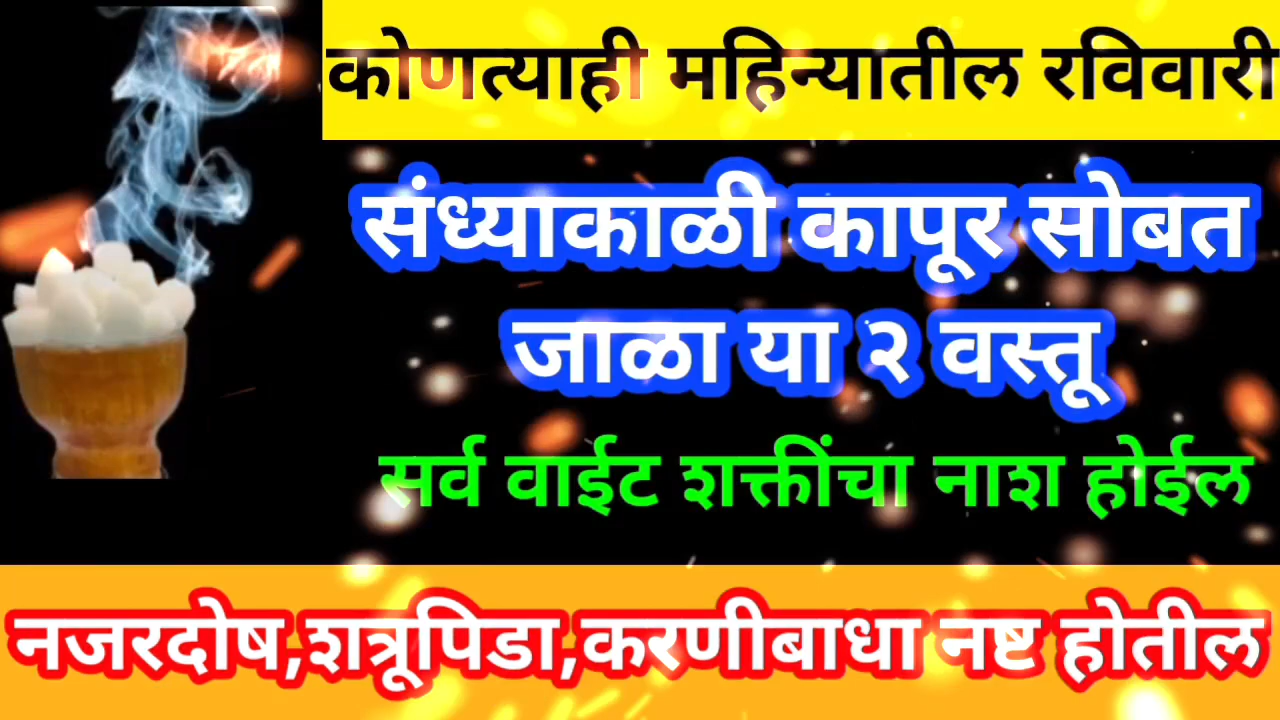 कोणत्याही महिन्यातील रविवारी
संध्याकाळी कापूर सोबत
जाळा या २ वस्तू
सर्व वाईट शक्तींचा नाश होईल
नजरदोष,शत्रूपिडा,करणीबाधा नष्ट होतील